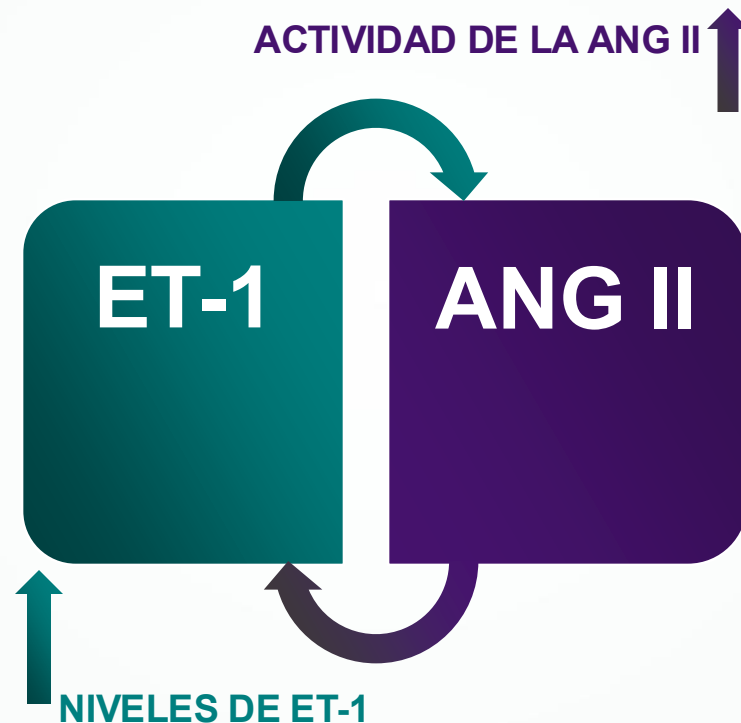 ACTIVIDAD DE LA ANG II
ET-1
ANG II
NIVELES DE ET-1